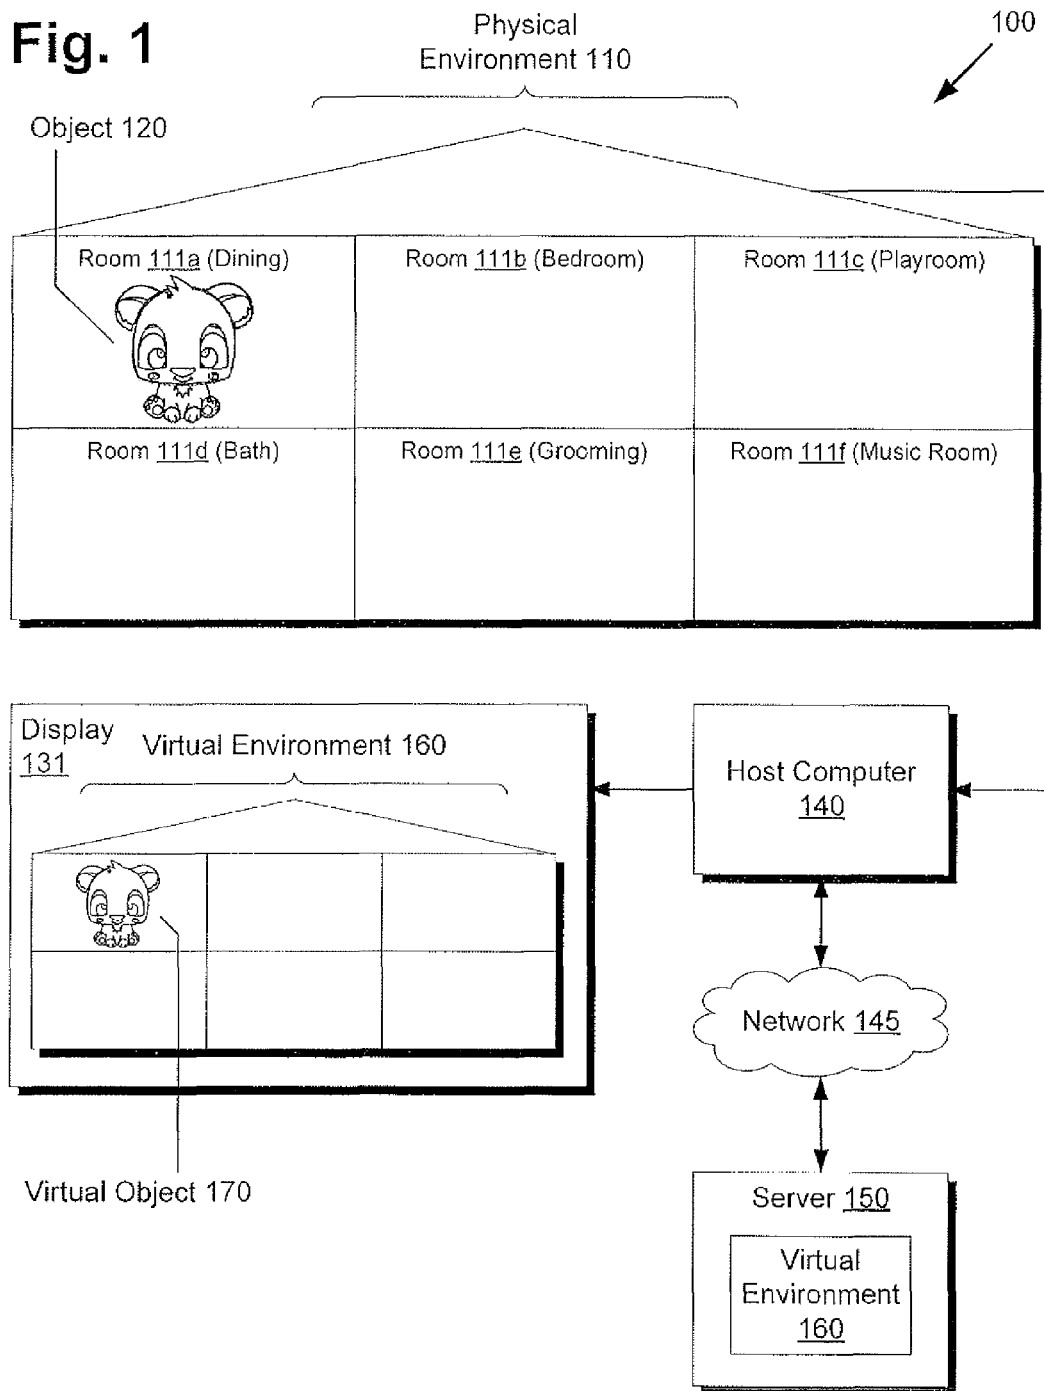 Fig. 1
Physical
Environment 110
100
Object 120
Room 111a (Dining)
Room 111b (Bedroom)
Room 111c (Playroom)
Room 111d (Bath)
Room 111e (Grooming)
Room 111f (Music Room)
Display
131
Virtual Environment 160
Host Computer
140
Network 145
Virtual Object 170
Server 150
Virtual
Environment
160